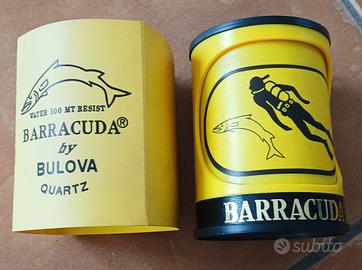 WATER 100 MT RESIST
BARRACUDA®
by
BULOVA
QUARTZ
BARRACUDA
subito